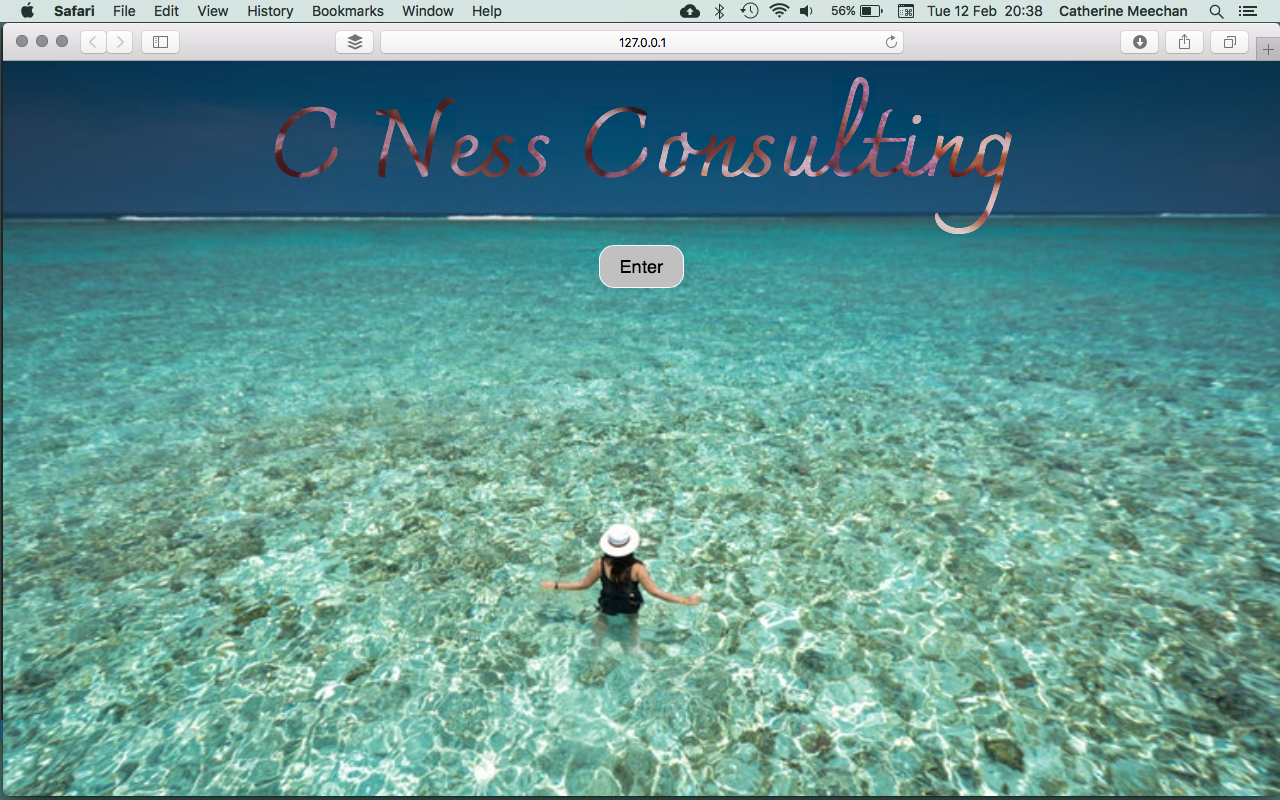 Safari File Edit View History Bookmarks Window Help 56% Tue 12 Feb 20:38 Catherine Meechan
127.0.0.1
C Ness Consulting
Enter